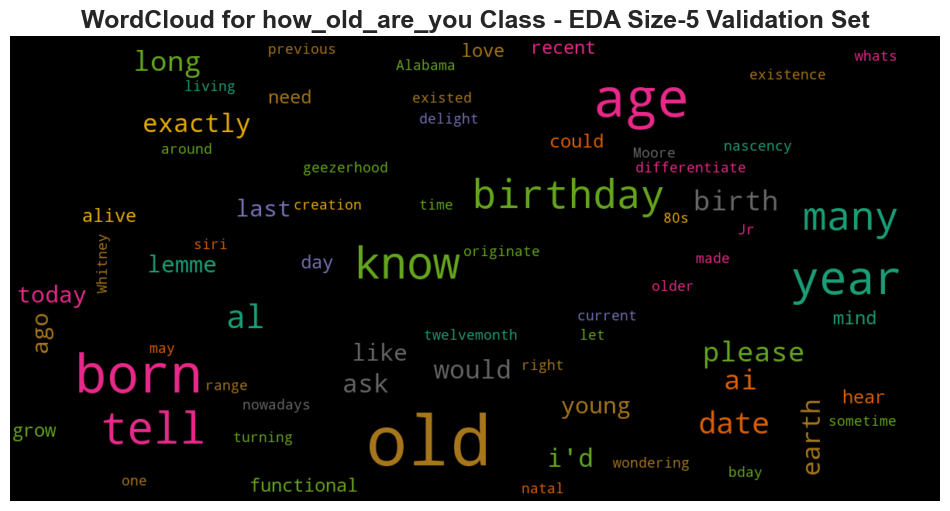 WordCloud for how_old_are_you Class - EDA Size-5 Validation Set
previous love recent whats
long Alabama existence
living need existed age
exactly delight could nascency
around Moore
geezerhood differentiate
birthday birth
alive last creation time 80s many
Jr
Whitney siri know originate made
lemme day year
today older
al current mind
ago twelvemonth let
may like please
born range ask would right ai
nowadays young date hear
grow tell turning old sometime
i'd wondering earth
one functional natal bday